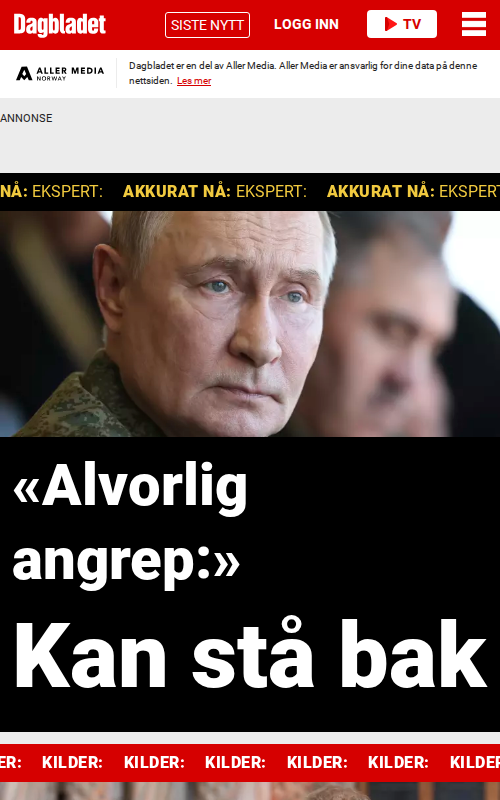 Dagbladet
SISTE NYTT
LOGG INN
TV
ALLER MEDIA
NORWAY
Dagbladet er en del av Aller Media. Aller Media er ansvarlig for dine data på denne
nettsiden. Les mer
ANNONSE
NÅ: EKSPERT: AKKURAT NÅ: EKSPERT: AKKURAT NÅ: EKSPERT
«Alvorlig
angrep:»
Kan stå bak
ER: KILDER: KILDER: KILDER: KILDER: KILDER: KILDER